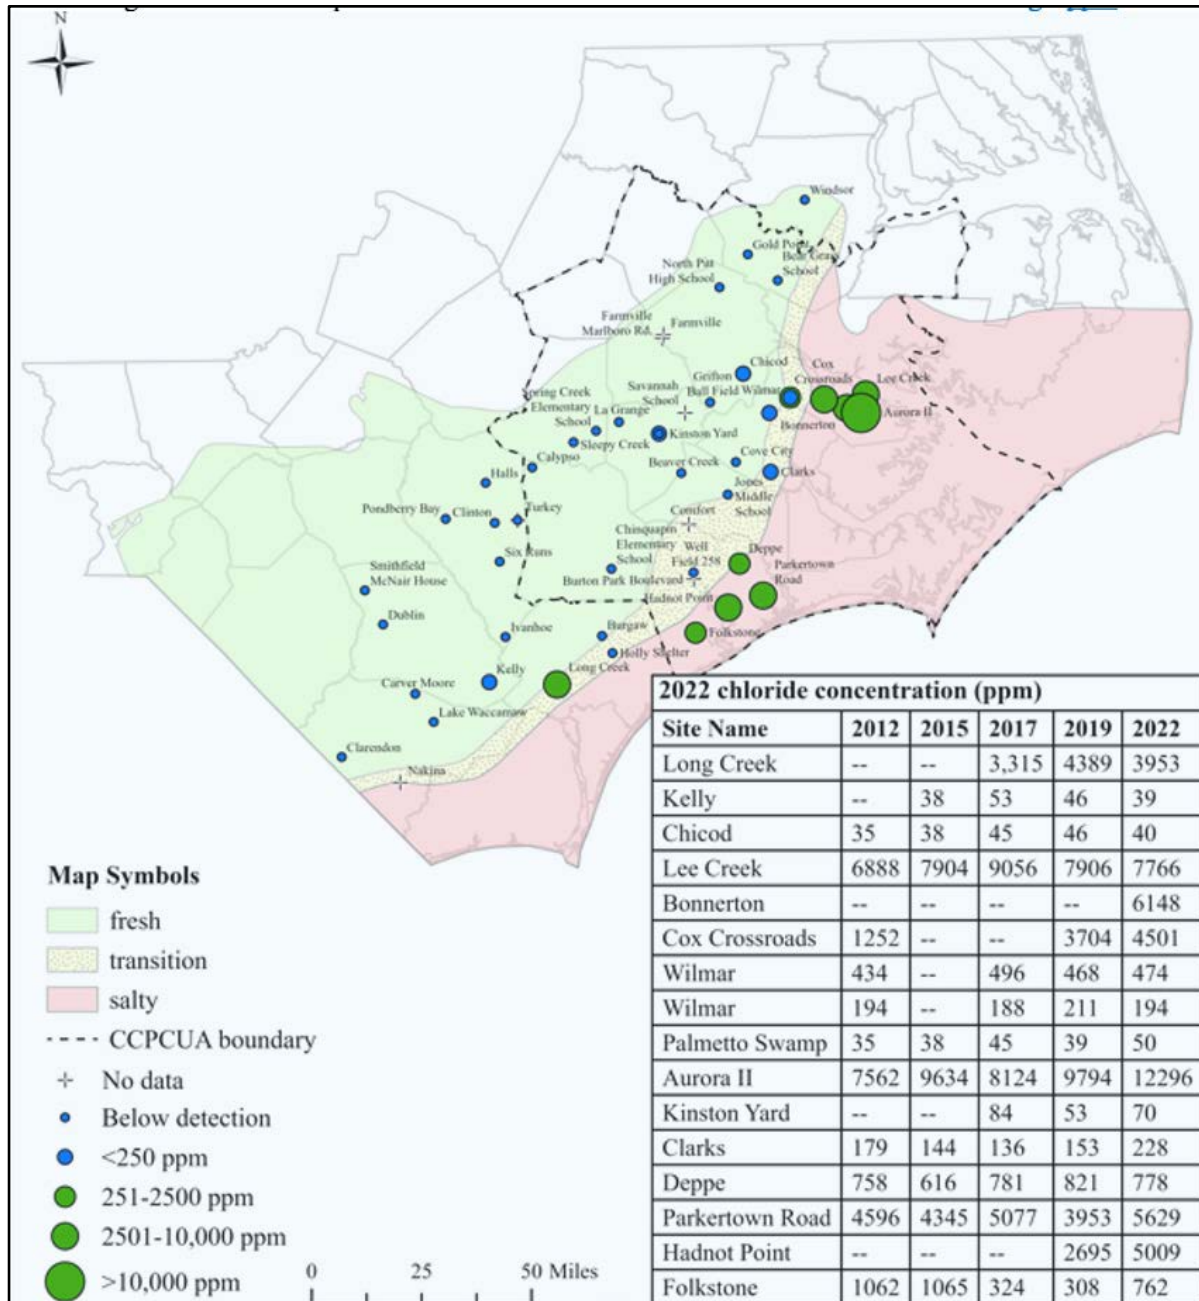 N
Windsor
Gold Point
Bear Grass
School
North Pitt
High School
Farmville
Marlboro Rd.
Farmville
Chicod
Cox
Crossroads
Lee Creek
Grifton
Ball Field
Wilmar
Savannah
School
Spring Creek
Elementary
School
La Grange
Aurora II
Bonnerton
Kinston Yard
Sleepy Creek
Cove City
Calypso
Beaver Creek
Clarks
Halls
Jones
Middle
School
Pondberry Bay
Clinton
Turkey
Comfort
Chinquapin
Elementary
School
Well
Field 258
Deppe
Six Runs
Parkertown
Road
Smithfield
McNair House
Burton Park Boulevard
Hadnot Point
Dublin
Ivanhoe
Burgaw
Folkstone
Holly Shelter
Kelly
Long Creek
Carver Moore
Lake Waccamaw
Clarendon
Nakina
2022 chloride concentration (ppm)
Site Name 2012 2015 2017 2019 2022
Long Creek -- -- 3,315 4389 3953
Kelly -- 38 53 46 39
Chicod 35 38 45 46 40
Lee Creek 6888 7904 9056 7906 7766
Bonnerton -- -- -- -- 6148
Cox Crossroads 1252 -- -- 3704 4501
Wilmar 434 -- 496 468 474
Wilmar 194 -- 188 211 194
Palmetto Swamp 35 38 45 39 50
Aurora II 7562 9634 8124 9794 12296
Kinston Yard -- -- 84 53 70
Clarks 179 144 136 153 228
Deppe 758 616 781 821 778
Parkertown Road 4596 4345 5077 3953 5629
Hadnot Point -- -- -- 2695 5009
Folkstone 1062 1065 324 308 762
Map Symbols
fresh
transition
salty
CCPCUA boundary
No data
Below detection
<250 ppm
251-2500 ppm
2501-10,000 ppm
>10,000 ppm
0 25 50 Miles